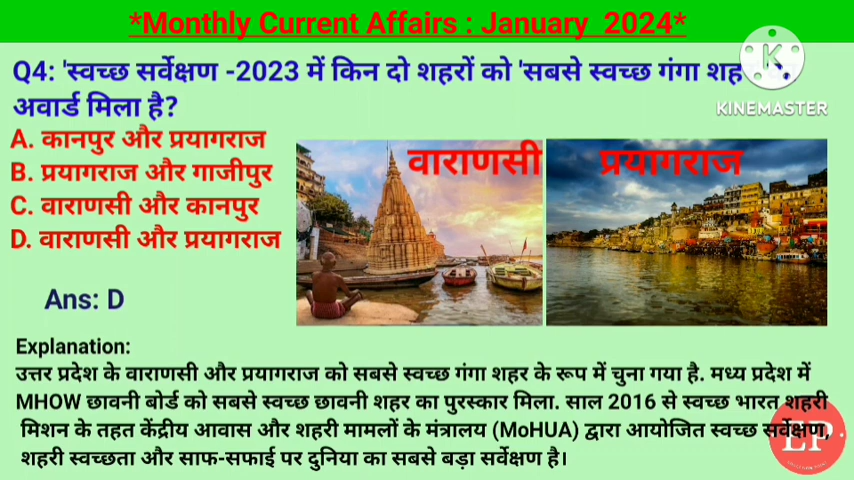 *Monthly Current Affairs : January 2024*
Q4: 'स्वच्छ सर्वेक्षण -2023 में किन दो शहरों को 'सबसे स्वच्छ गंगा
अवार्ड मिला है?
KINEMASTER
A. कानपुर और प्रयागराज
B. प्रयागराज और गाजीपुर
C. वाराणसी और कानपुर
D. वाराणसी और प्रयागराज
वाराणसी
प्रयागराज
Ans: D
Explanation:
उत्तर प्रदेश के वाराणसी और प्रयागराज को सबसे स्वच्छ गंगा शहर के रूप में चुना गया है. मध्य प्रदेश में
MHOW छावनी बोर्ड को सबसे स्वच्छ छावनी शहर का पुरस्कार मिला. साल 2016 से स्वच्छ भारत शहरी
मिशन के तहत केंद्रीय आवास और शहरी मामलों के मंत्रालय (MoHUA) द्वारा आयोजित स्वच्छ सर्वेक्षण,
शहरी स्वच्छता और साफ-सफाई पर दुनिया का सबसे बड़ा सर्वेक्षण है।
EP